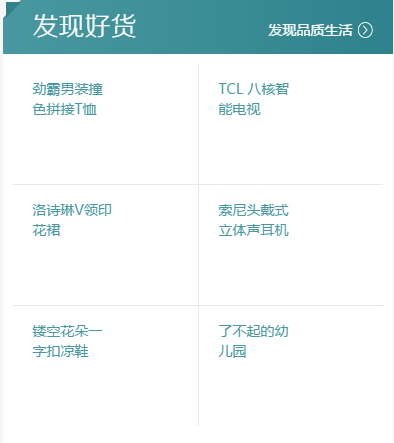 发现好货
发现品质生活
劲霸男装撞
色拼接T恤
TCL 八核智
能电视
洛诗琳V领印
花裙
索尼头戴式
立体声耳机
镂空花朵一
字扣凉鞋
了不起的幼
儿园